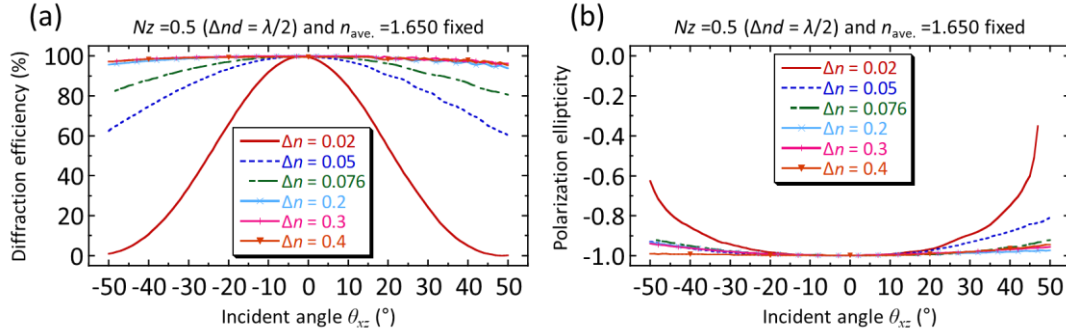 (a)
Nz =0.5 (Δnd = λ/2) and nave. =1.650 fixed
100
80
60
40
20
0
Diffraction efficiency (%)
Δn = 0.02
Δn = 0.05
Δn = 0.076
Δn = 0.2
Δn = 0.3
Δn = 0.4
-50 -40 -30 -20 -10 0 10 20 30 40 50
Incident angle θxz (°)
(b)
Nz =0.5 (Δnd = λ/2) and nave. =1.650 fixed
0.0
-0.2
-0.4
-0.6
-0.8
-1.0
Polarization ellipticity
Δn = 0.02
Δn = 0.05
Δn = 0.076
Δn = 0.2
Δn = 0.3
Δn = 0.4
-50 -40 -30 -20 -10 0 10 20 30 40 50
Incident angle θxz (°)